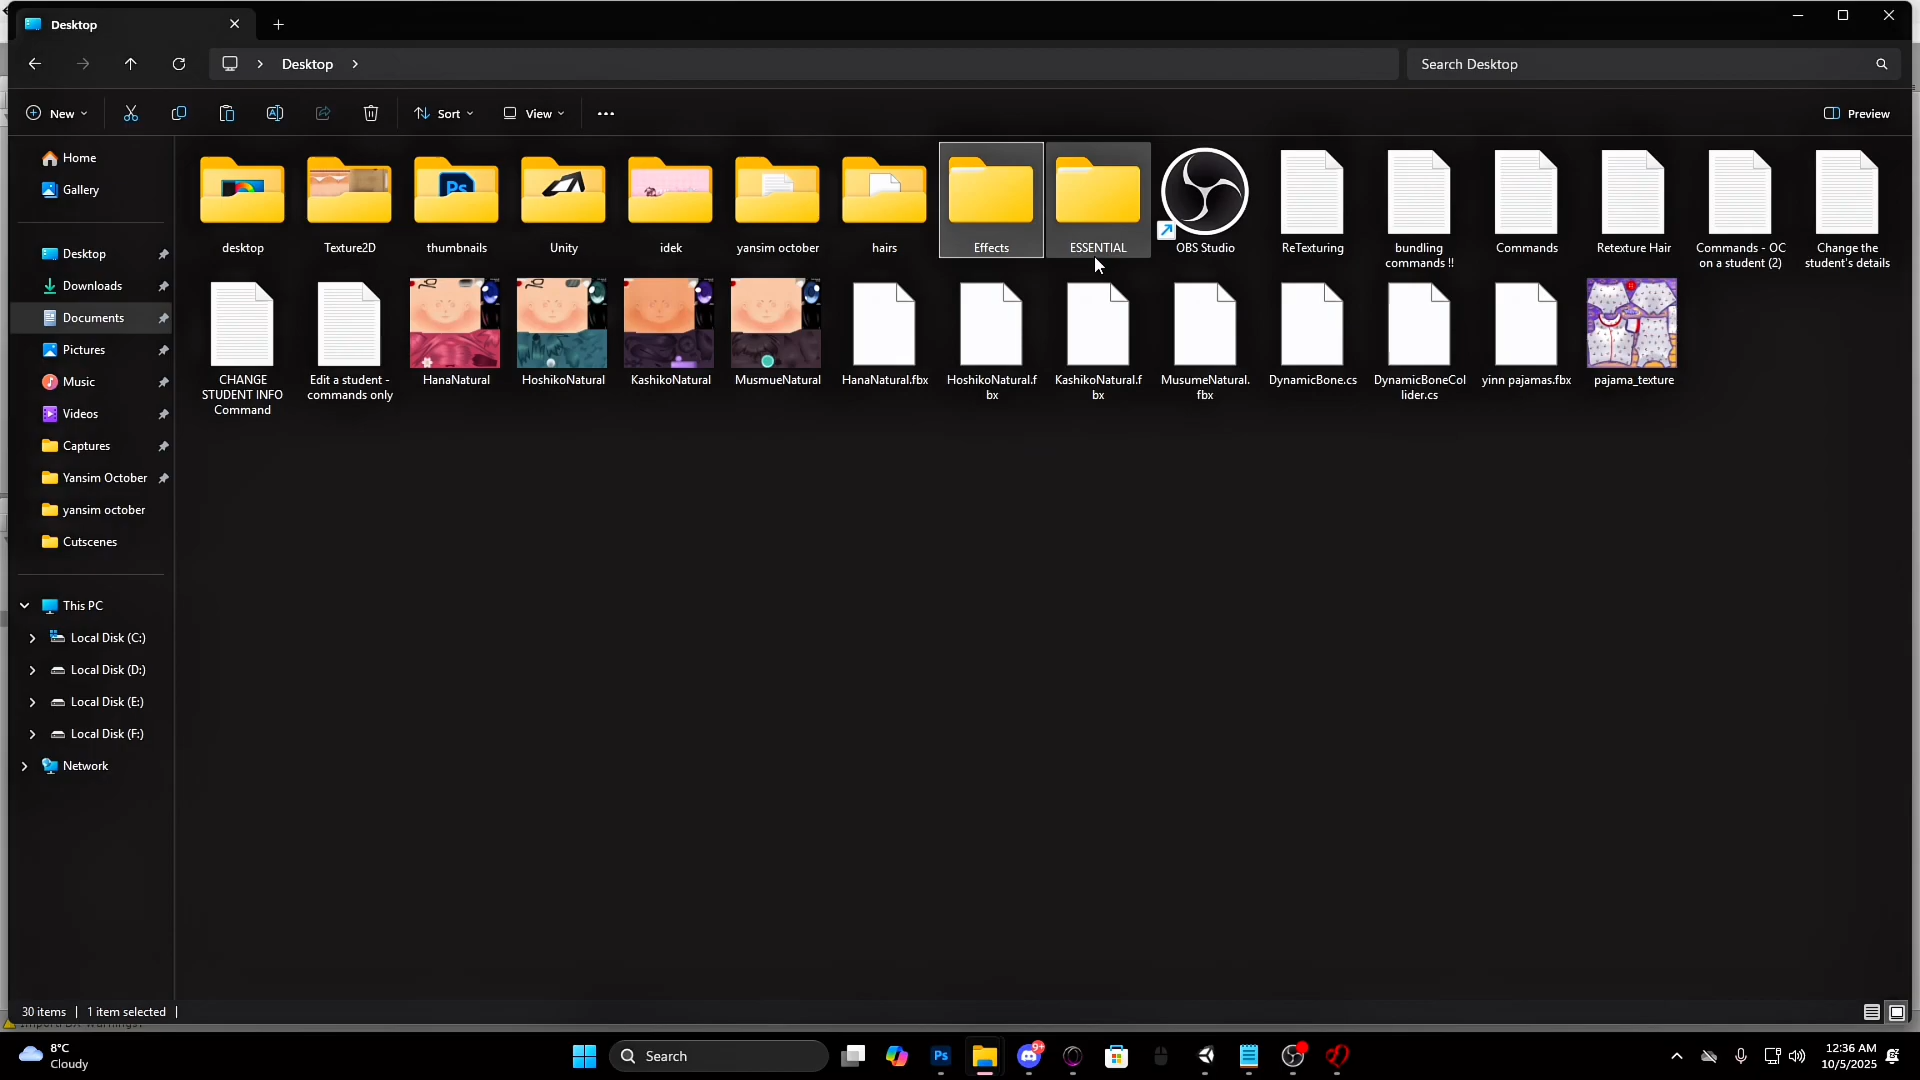 Desktop
Desktop
Search Desktop
New
Sort
View
Preview
Home
Gallery
Desktop
Downloads
Documents
Pictures
Music
Videos
Captures
Yansim October
yansim october
Cutscenes
This PC
Local Disk (C:)
Local Disk (D:)
Local Disk (E:)
Local Disk (F:)
Network
desktop
Texture2D
Ps
thumbnails
Unity
idek
yansim october
hairs
Effects
ESSENTIAL
OBS Studio
ReTexturing
bundling
commands !!
Commands
Retexture Hair
Commands - OC
on a student (2)
Change the
student's details
CHANGE
STUDENT INFO
Command
Edit a student -
commands only
HanaNatural
HoshikoNatural
KashikoNatural
MusmueNatural
HanaNatural.fbx
HoshikoNatural.f
bx
KashikoNatural.f
bx
MusumeNatural.
fbx
DynamicBone.cs
DynamicBoneCol
lider.cs
yinn pajamas.fbx
pajama_texture
30 items
1 item selected
8°C
Cloudy
Search
Ps
9+
12:36 AM
10/5/2025